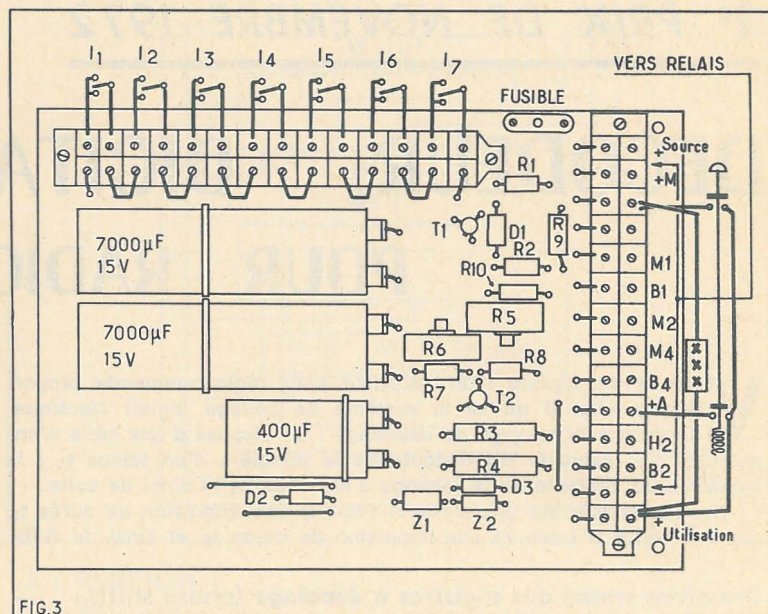 I1 I2 I3 I4 I5 I6 I7
VERS RELAIS
FUSIBLE
+ Source
+M
R1
T1
D1
R9
R2
R10
7000µF
15V
R5
M1
B1
M2
7000µF
15V
R6
R8
M4
R7
B4
T2
+A
400µF
15V
R3
H2
R4
B2
D2
D3
Z1
Z2
-
+
Utilisation
FIG.3